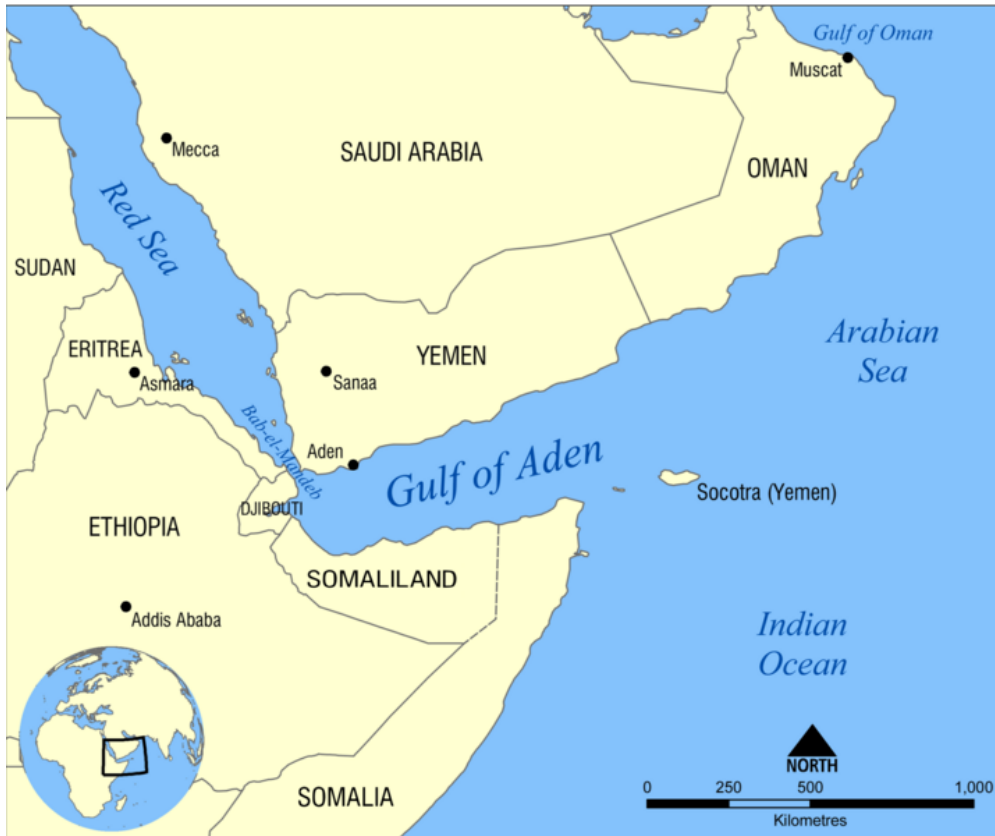 Gulf of Oman
Muscat
Mecca
SAUDI ARABIA
OMAN
Red Sea
SUDAN
Arabian
Sea
ERITREA
YEMEN
Asmara
Sanaa
Bab-el-Mandeb
Aden
Gulf of Aden
Socotra (Yemen)
DJIBOUTI
ETHIOPIA
SOMALILAND
Addis Ababa
Indian
Ocean
NORTH
SOMALIA
0 250 500 1,000
Kilometres